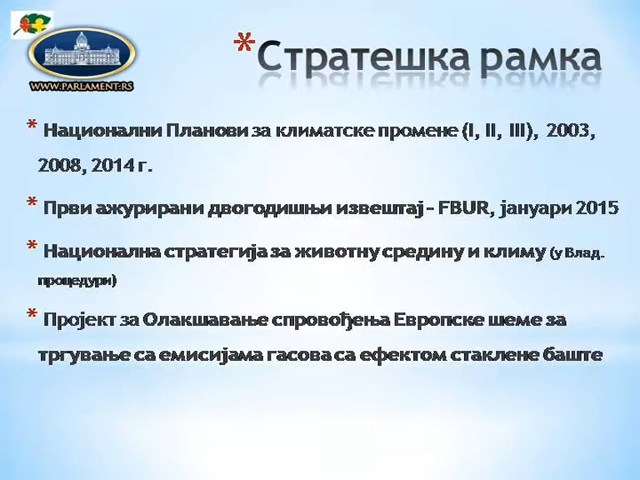 *Стратешка рамка
WWW.PARLAMENT.RS
* Национални Планови за климатске промене (I, II, III), 2003,
2008, 2014 г.
* Први ажурирани двогодишњи извештај - FBUR, јануари 2015
* Национална стратегија за животну средину и климу (у Влад.
процедури)
* Пројект за Олакшавање спровођења Европске шеме за
тргување са емисијама гасова са ефектом стаклене баште